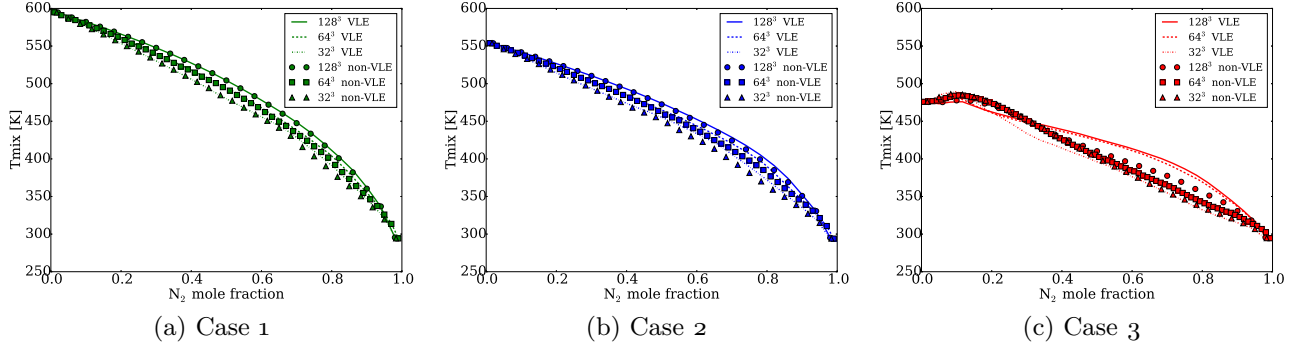 600
550
500
450
400
350
300
250
Tmix [K]
0.0 0.2 0.4 0.6 0.8 1.0
N₂ mole fraction
128³ VLE
64³ VLE
32³ VLE
128³ non-VLE
64³ non-VLE
32³ non-VLE
(a) Case 1
600
550
500
450
400
350
300
250
Tmix [K]
0.0 0.2 0.4 0.6 0.8 1.0
N₂ mole fraction
128³ VLE
64³ VLE
32³ VLE
128³ non-VLE
64³ non-VLE
32³ non-VLE
(b) Case 2
600
550
500
450
400
350
300
250
Tmix [K]
0.0 0.2 0.4 0.6 0.8 1.0
N₂ mole fraction
128³ VLE
64³ VLE
32³ VLE
128³ non-VLE
64³ non-VLE
32³ non-VLE
(c) Case 3